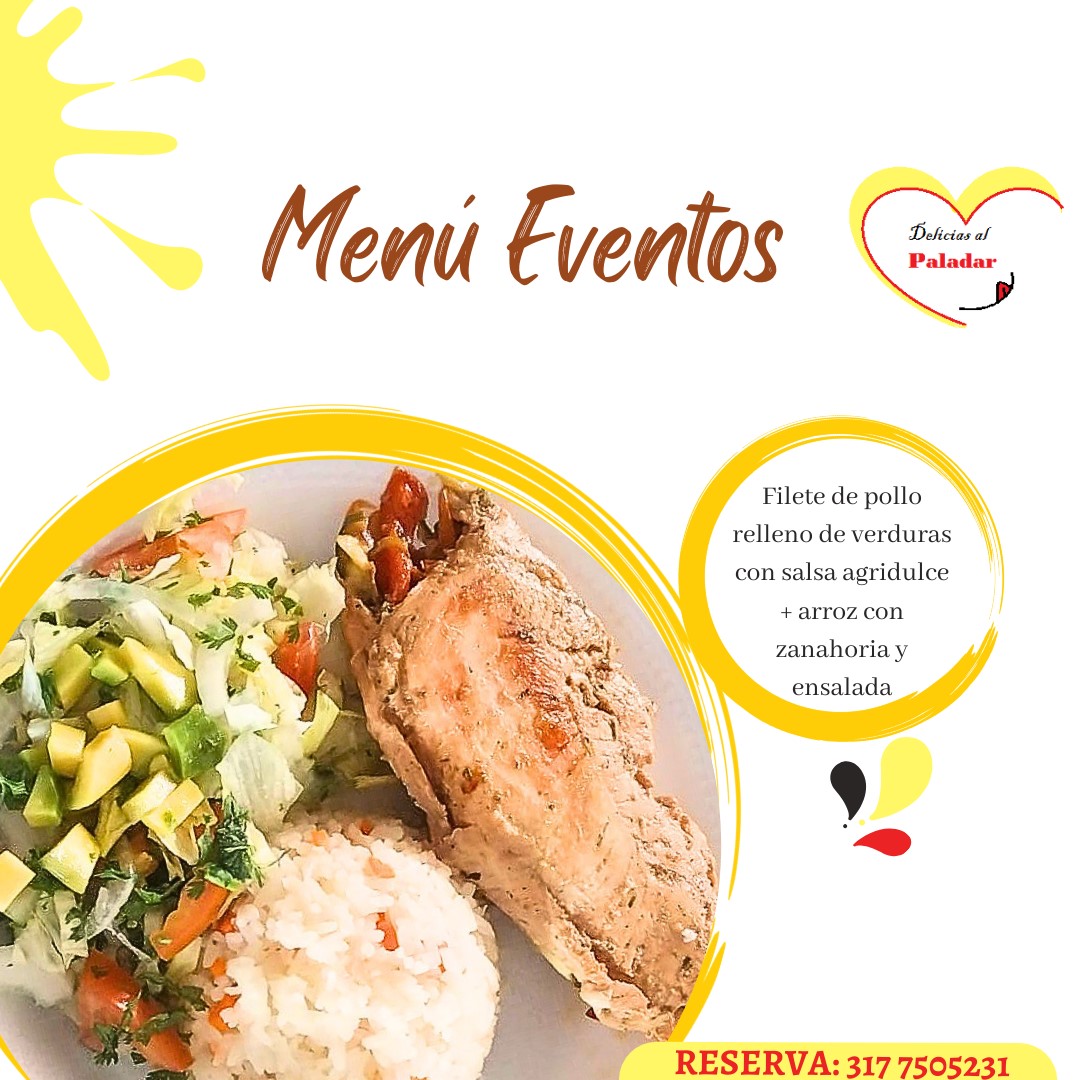 Menú Eventos
Delicias al
Paladar
Filete de pollo
relleno de verduras
con salsa agridulce
+ arroz con
zanahoria y
ensalada
RESERVA: 317 7505231